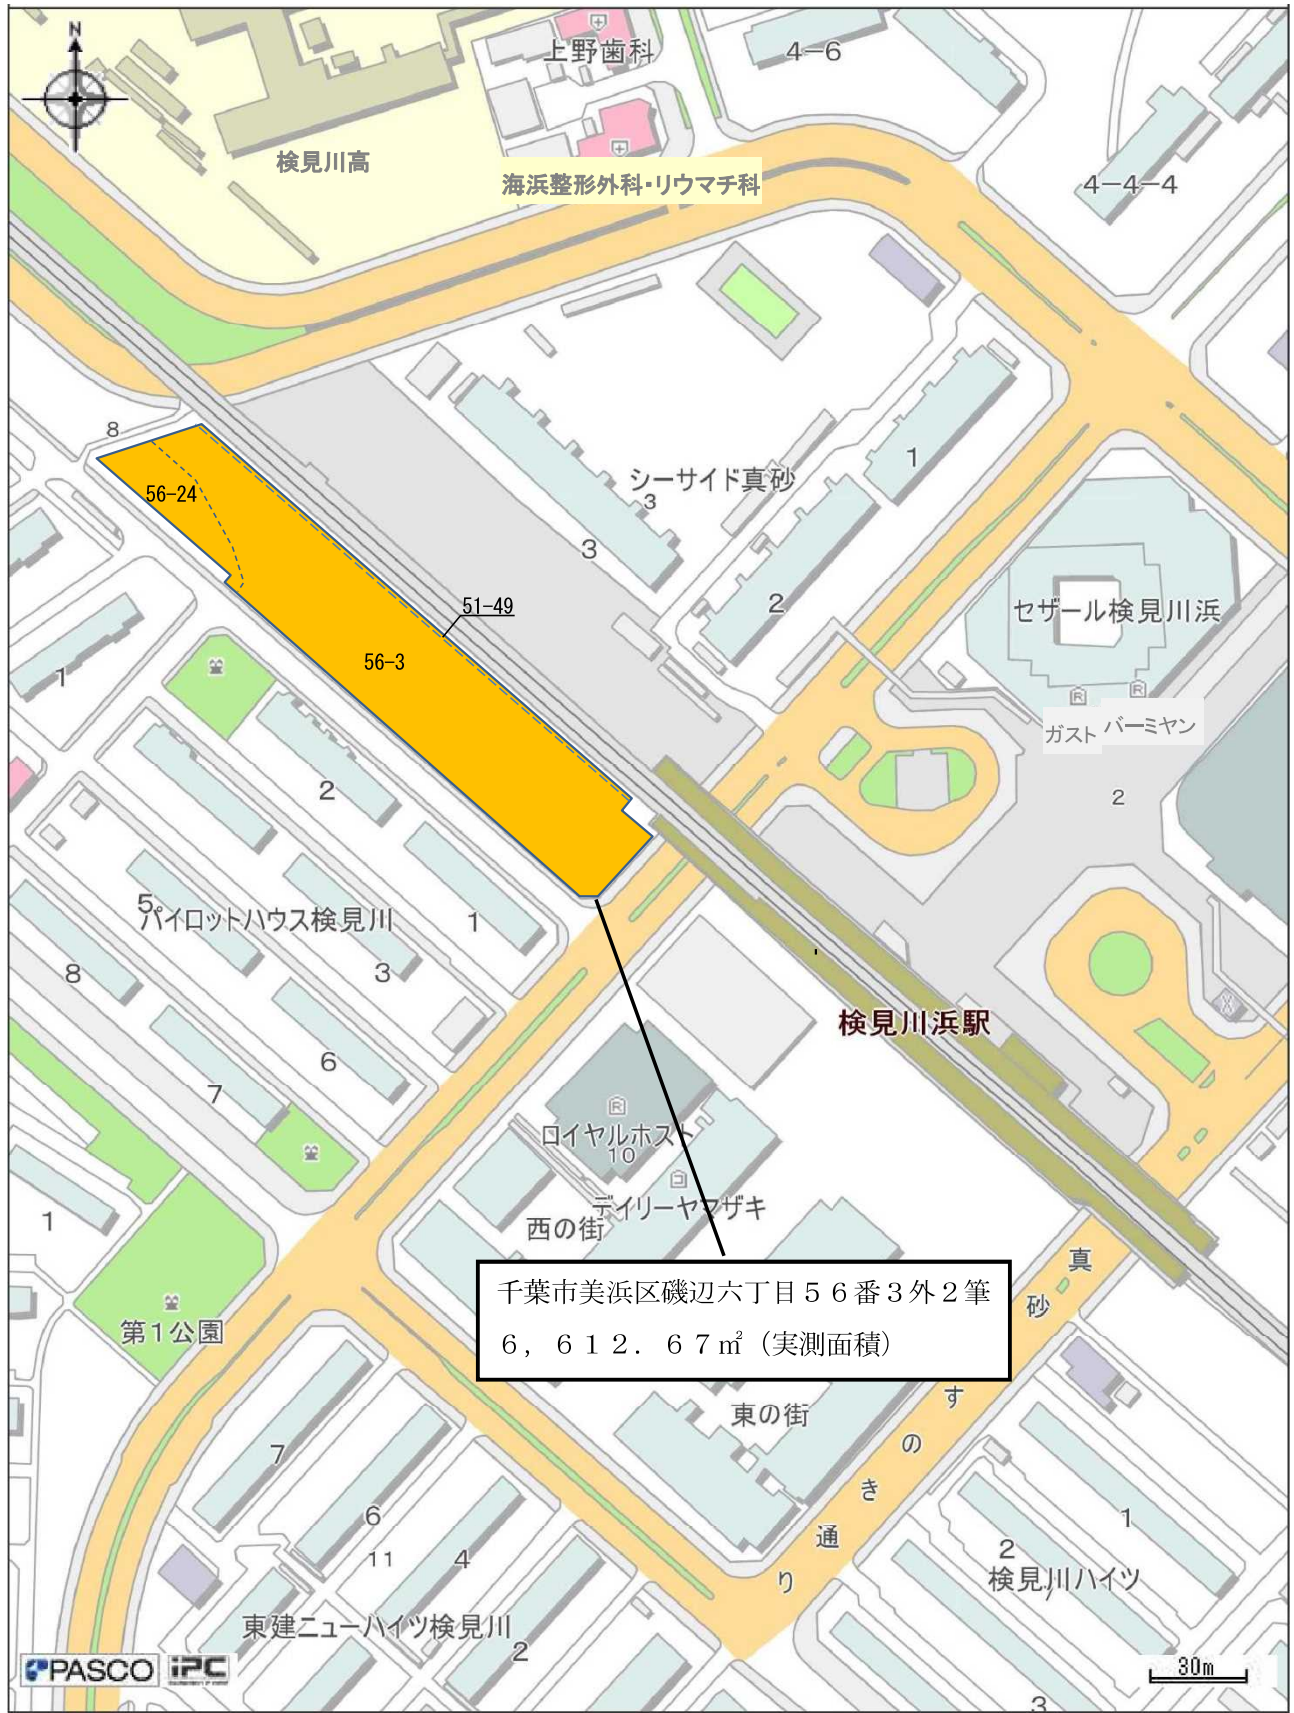 N
上野歯科
4-6
検見川高
海浜整形外科・リウマチ科
4-4-4
8
56-24
シーサイド真砂
3
1
3
2
51-49
セザール検見川浜
56-3
1
R
R
ガスト
バーミヤン
2
2
5
パイロットハウス検見川
1
3
8
検見川浜駅
6
7
R
ロイヤルホスト
10
コ
デイリーヤマザキ
西の街
1
第1公園
千葉市美浜区磯辺六丁目56番3外2筆
6,612.67㎡(実測面積)
真砂
すのき通り
東の街
7
6
11
4
1
2
検見川ハイツ
東建ニューハイツ検見川
2
3
PASCO
iPC
30m